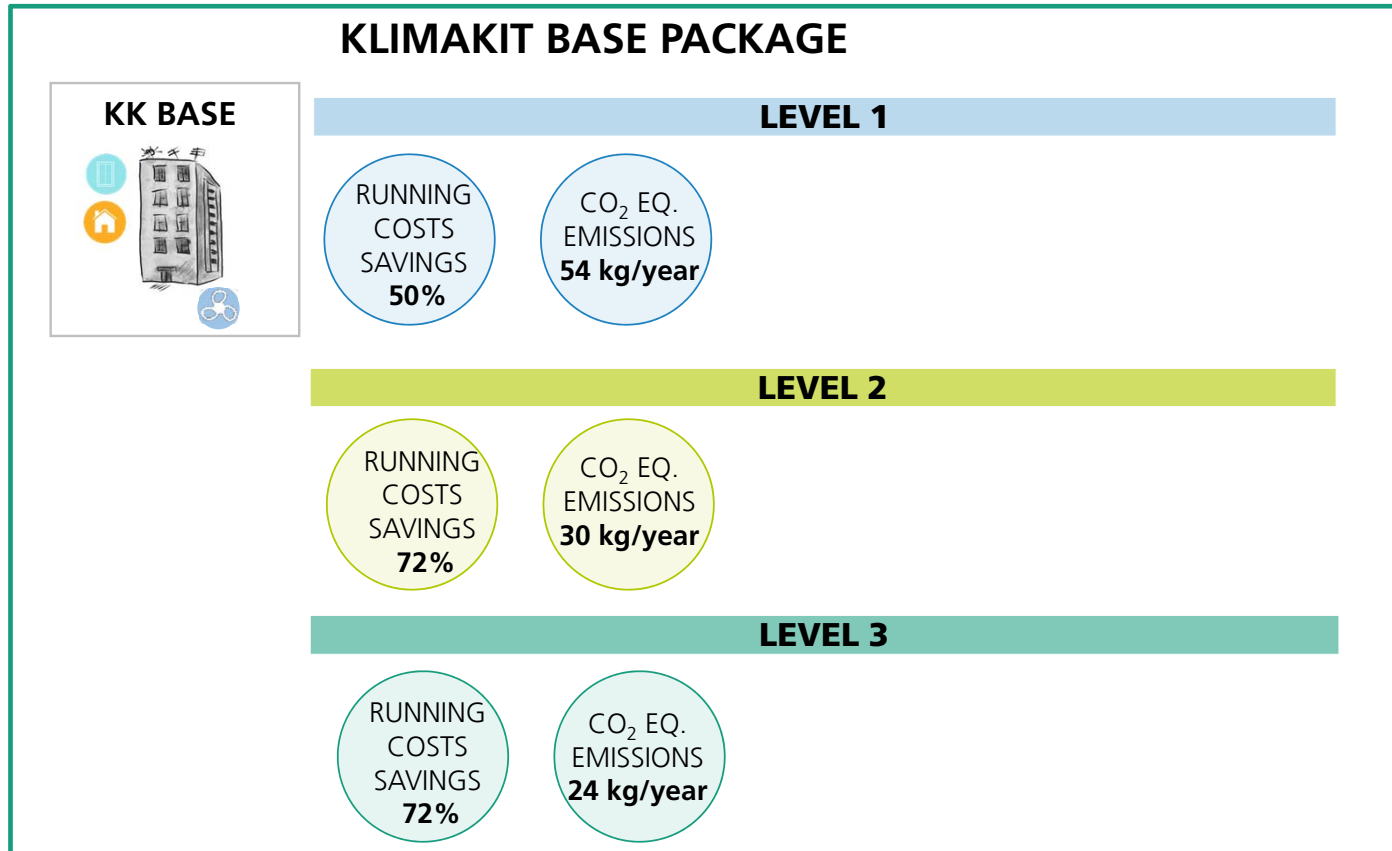 KLIMAKIT BASE PACKAGE
KK BASE
LEVEL 1
RUNNING
COSTS
SAVINGS
50%
CO₂ EQ.
EMISSIONS
54 kg/year
LEVEL 2
RUNNING
COSTS
SAVINGS
72%
CO₂ EQ.
EMISSIONS
30 kg/year
LEVEL 3
RUNNING
COSTS
SAVINGS
72%
CO₂ EQ.
EMISSIONS
24 kg/year